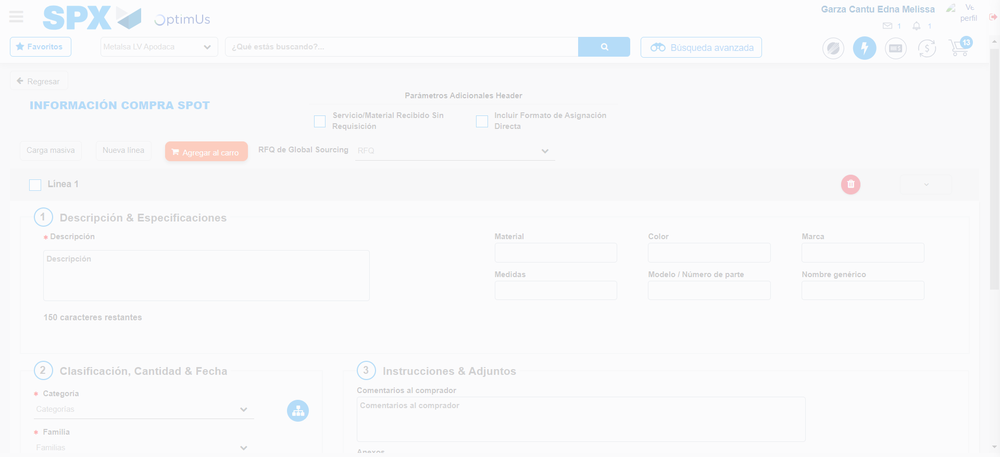 SPX
OptimUs
Garza Cantu Edna Melissa
Ve
perfil
1
1
Favoritos
Metalsa LV Apodaca
¿Qué estás buscando?...
Búsqueda avanzada
13
Regresar
INFORMACIÓN COMPRA SPOT
Parámetros Adicionales Header
Servicio/Material Recibido Sin
Requisición
Incluir Formato de Asignación
Directa
Carga masiva
Nueva línea
Agregar al carro
RFQ de Global Sourcing
RFQ
Línea 1
1 Descripción & Especificaciones
* Descripción
Descripción
150 caracteres restantes
Material
Color
Marca
Medidas
Modelo / Número de parte
Nombre genérico
2 Clasificación, Cantidad & Fecha
* Categoría
Categorías
* Familia
Familias
3 Instrucciones & Adjuntos
Comentarios al comprador
Comentarios al comprador
Anexos